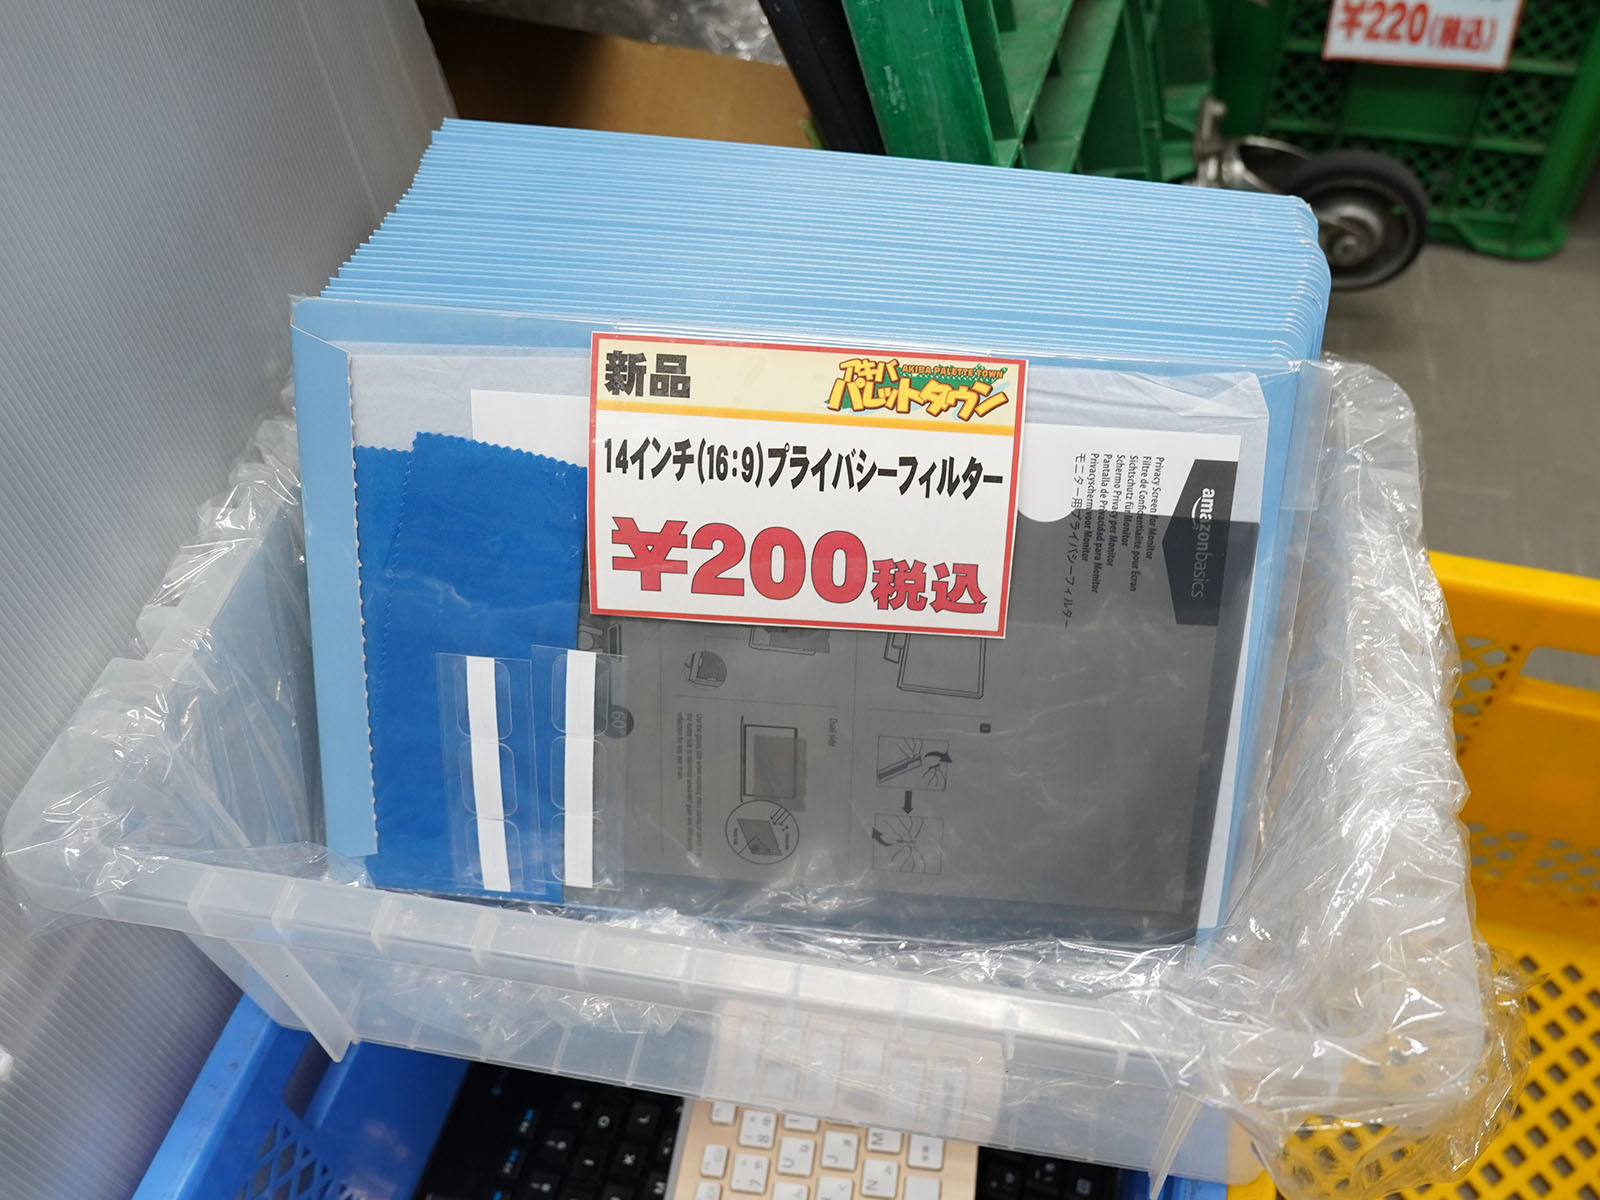 ¥220(税込)
新品
アキバ AKIBA PALETTE TOWN
パレットタウン
14インチ(16:9)プライバシーフィルター
¥200税込
amazonbasics
Privacy Screen for Monitor
Filtre de Confidentialité pour Écran
Sichtschutz für Monitor
Schermo Privacy per Monitor
Pantalla de Privacidad para Monitor
Privacyscherm voor Monitor
モニター用プライバシーフィルター
60°
Dual side